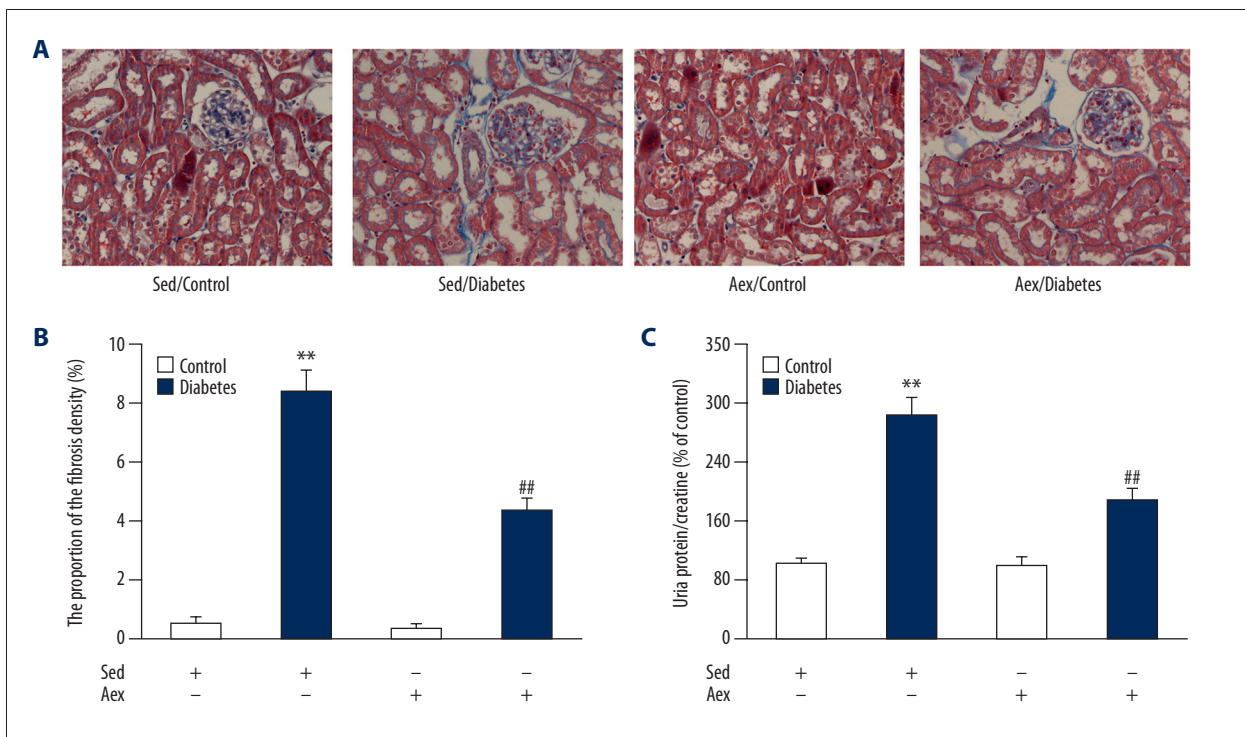 A
Sed/Control Sed/Diabetes Aex/Control Aex/Diabetes
B
The proportion of the fibrosis density (%)
10
8
6
4
2
0
Control
Diabetes
**
##
Sed + + – –
Aex – – + +
C
Uria protein/creatine (% of control)
350
300
240
160
80
0
Control
Diabetes
**
##
Sed + + – –
Aex – – + +